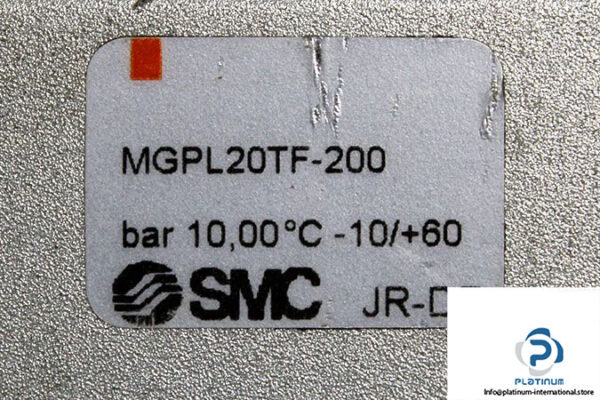 MGPL20TF-200
bar 10,00°C -10/+60
SMC JR-D
PLATINUM
Info@platinum-international.store